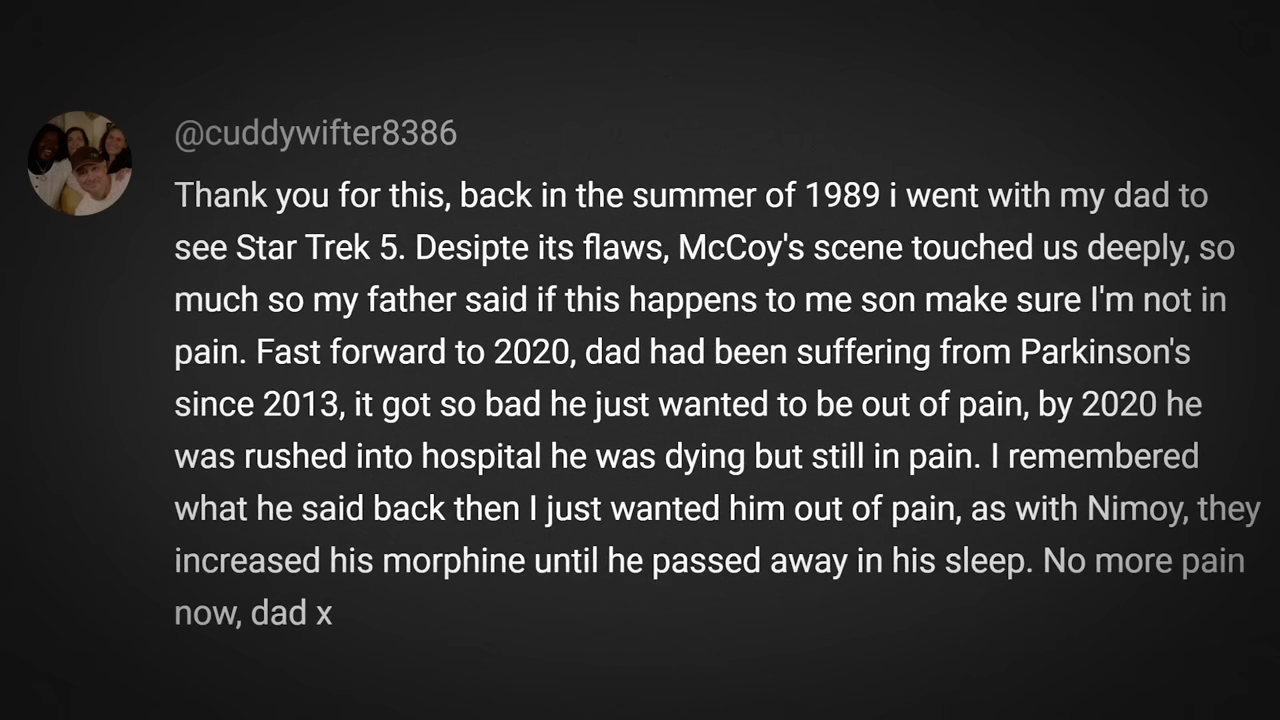 @cuddywifter8386
Thank you for this, back in the summer of 1989 i went with my dad to
see Star Trek 5. Desipte its flaws, McCoy's scene touched us deeply, so
much so my father said if this happens to me son make sure I'm not in
pain. Fast forward to 2020, dad had been suffering from Parkinson's
since 2013, it got so bad he just wanted to be out of pain, by 2020 he
was rushed into hospital he was dying but still in pain. I remembered
what he said back then I just wanted him out of pain, as with Nimoy, they
increased his morphine until he passed away in his sleep. No more pain
now, dad x